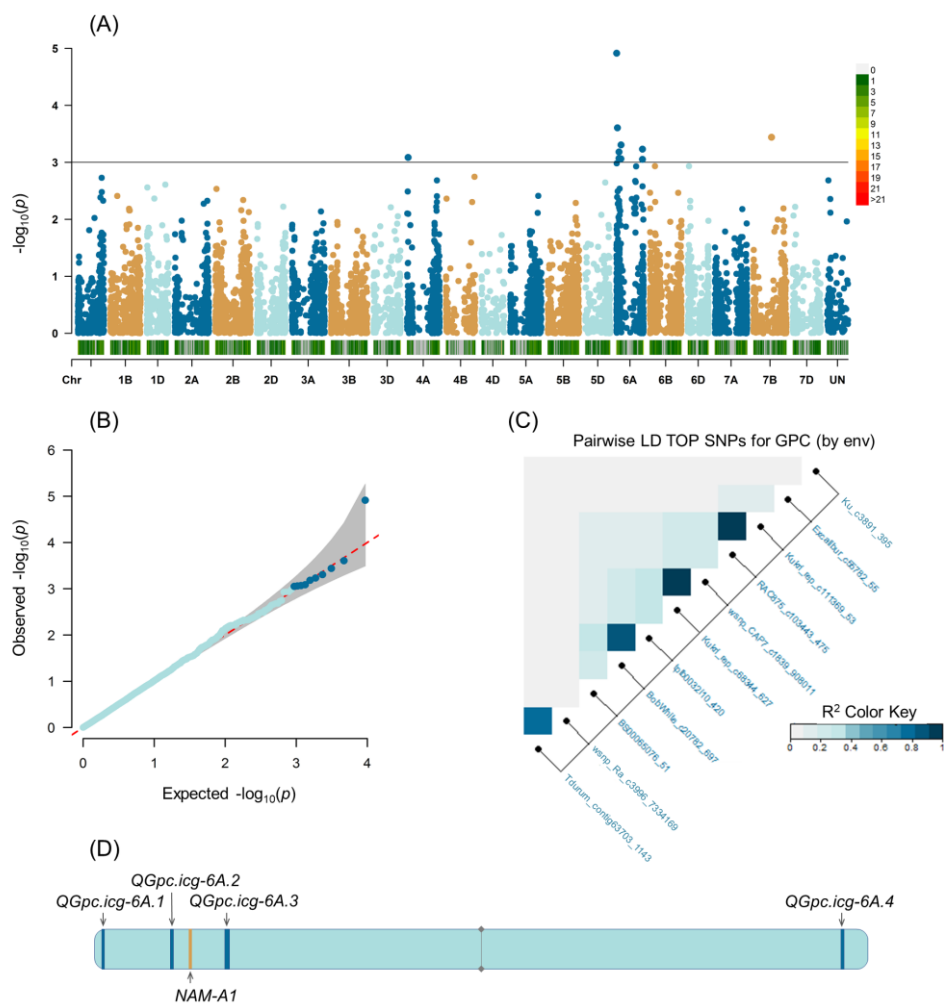 (A)
5
4
3
2
1
0
-log10(p)
0
1
3
5
7
9
11
13
15
17
19
21
>21
Chr 1B 1D 2A 2B 2D 3A 3B 3D 4A 4B 4D 5A 5B 5D 6A 6B 6D 7A 7B 7D UN
(B)
6
5
4
3
2
1
0
Observed -log10(p)
0 1 2 3 4
Expected -log10(p)
(C)
Pairwise LD TOP SNPs for GPC (by env)
Ku_c3891_395
Excalibur_c56782_55
Kukri_rep_c111369_53
RAC875_c103443_475
wsnp_CAP7_c1839_908011
Kukri_rep_c68344_627
BobWhite_c20782_697
BS00065076_51
wsnp_Ra_c3996_7334169
Tdurum_contig63703_1143
R2 Color Key
0 0.2 0.4 0.6 0.8 1
(D)
QGpc.icg-6A.2
QGpc.icg-6A.1 QGpc.icg-6A.3 QGpc.icg-6A.4
NAM-A1